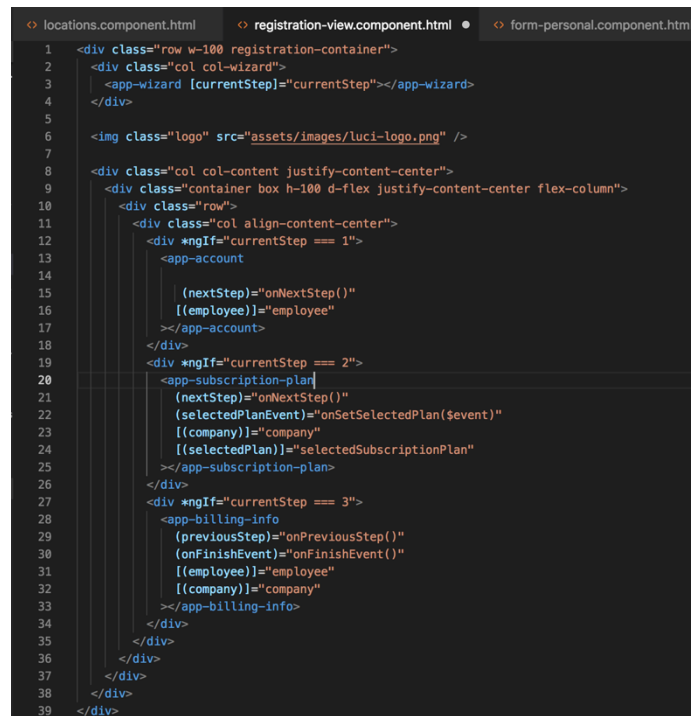 <> locations.component.html <> registration-view.component.html ● <> form-personal.component.htm
1 <div class="row w-100 registration-container">
2 <div class="col col-wizard">
3 <app-wizard [currentStep]="currentStep"></app-wizard>
4 </div>
5
6 <img class="logo" src="assets/images/luci-logo.png" />
7
8 <div class="col col-content justify-content-center">
9 <div class="container box h-100 d-flex justify-content-center flex-column">
10 <div class="row">
11 <div class="col align-content-center">
12 <div *ngIf="currentStep === 1">
13 <app-account
14
15 (nextStep)="onNextStep()"
16 [(employee)]="employee"
17 ></app-account>
18 </div>
19 <div *ngIf="currentStep === 2">
20 <app-subscription-plan
21 (nextStep)="onNextStep()"
22 (selectedPlanEvent)="onSetSelectedPlan($event)"
23 [(company)]="company"
24 [(selectedPlan)]="selectedSubscriptionPlan"
25 ></app-subscription-plan>
26 </div>
27 <div *ngIf="currentStep === 3">
28 <app-billing-info
29 (previousStep)="onPreviousStep()"
30 (onFinishEvent)="onFinishEvent()"
31 [(employee)]="employee"
32 [(company)]="company"
33 ></app-billing-info>
34 </div>
35 </div>
36 </div>
37 </div>
38 </div>
39 </div>